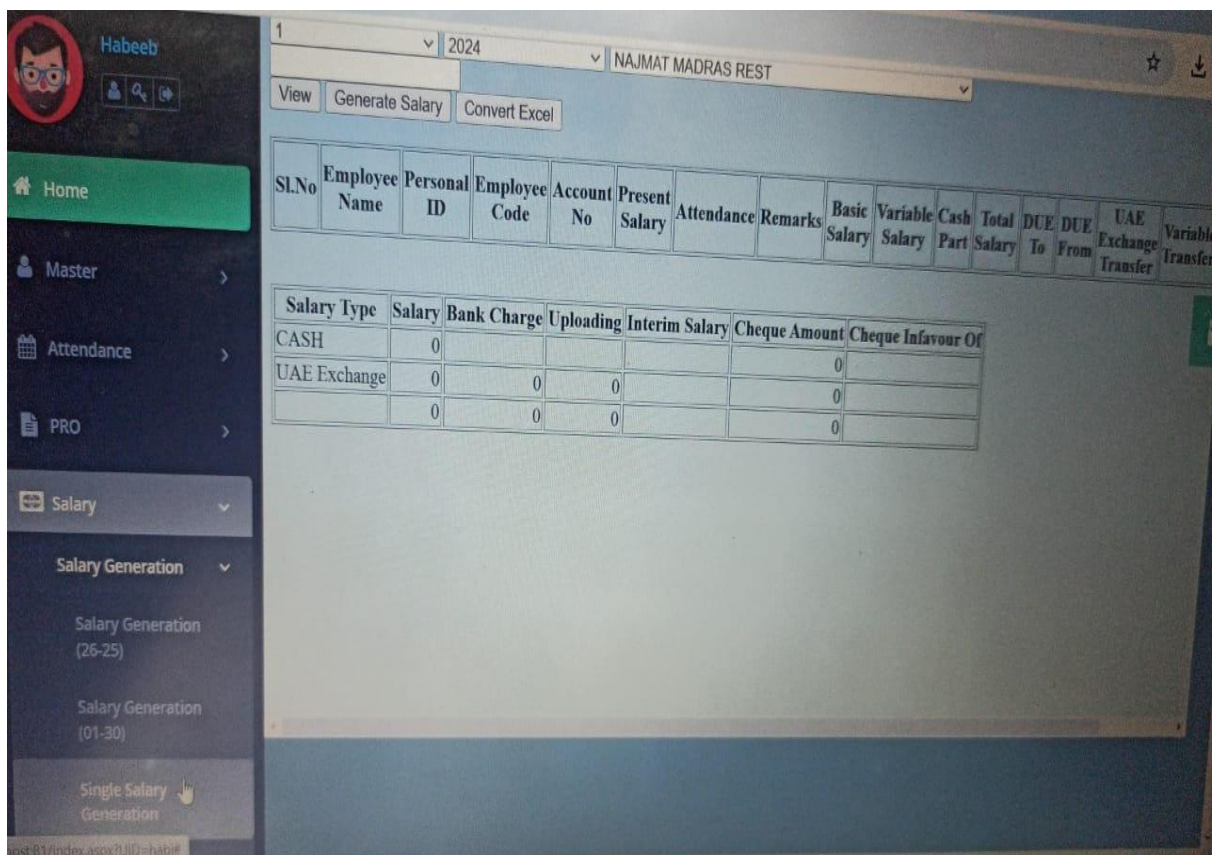 Habeeb
1 2024 NAJMAT MADRAS REST
View Generate Salary Convert Excel
Home
Master
Attendance
PRO
Salary
Salary Generation
Salary Generation
(26-25)
Salary Generation
(01-30)
Single Salary
Generation
Sl.No Employee Name Personal ID Employee Code Account No Present Salary Attendance Remarks Basic Salary Variable Salary Cash Part Total Salary DUE To DUE From UAE Exchange Transfer Variable Transfer
Salary Type Salary Bank Charge Uploading Interim Salary Cheque Amount Cheque Infavour Of
CASH 0 0
UAE Exchange 0 0 0 0
0 0 0 0